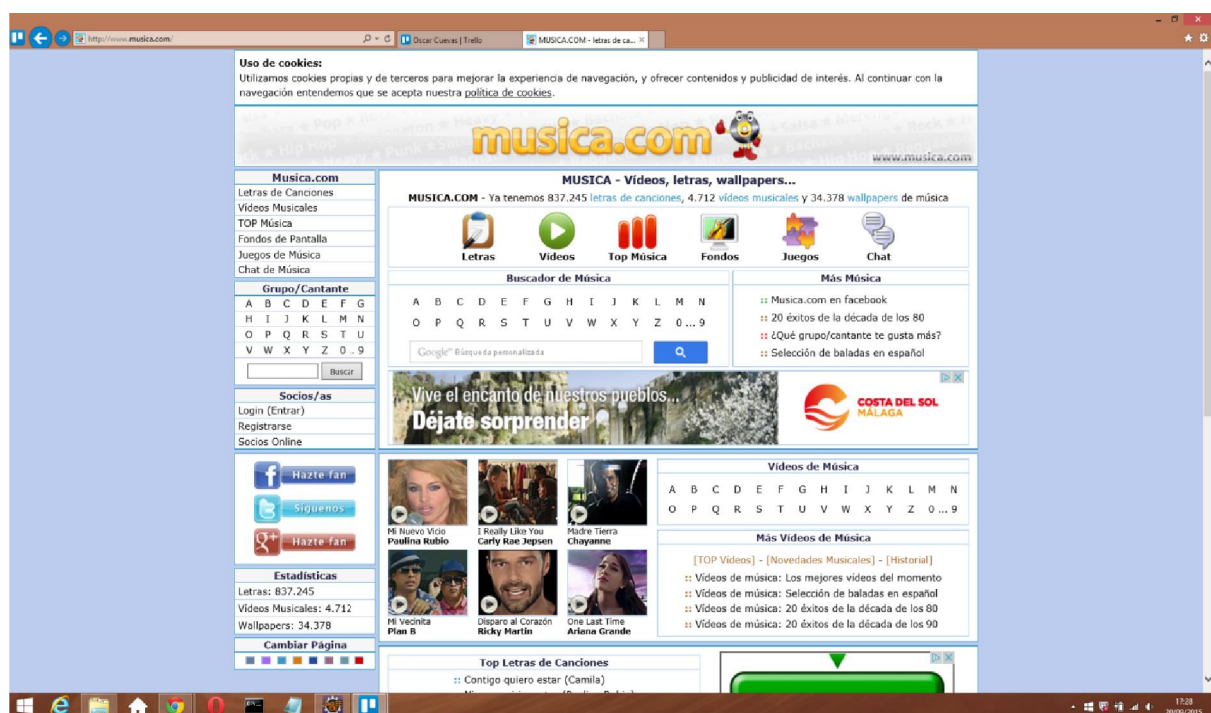 http://www.musica.com/
Oscar Cuevas | Trello
MUSICA.COM - letras de ca...
Uso de cookies:
Utilizamos cookies propias y de terceros para mejorar la experiencia de navegación, y ofrecer contenidos y publicidad de interés. Al continuar con la
navegación entendemos que se acepta nuestra política de cookies.
musica.com
www.musica.com
Musica.com
Letras de Canciones
Vídeos Musicales
TOP Música
Fondos de Pantalla
Juegos de Música
Chat de Música
Grupo/Cantante
A B C D E F G
H I J K L M N
O P Q R S T U
V W X Y Z 0..9
Buscar
Socios/as
Login (Entrar)
Registrarse
Socios Online
Hazte fan
Síguenos
Hazte fan
Estadísticas
Letras: 837.245
Vídeos Musicales: 4.712
Wallpapers: 34.378
Cambiar Página
MUSICA - Vídeos, letras, wallpapers...
MUSICA.COM - Ya tenemos 837.245 letras de canciones, 4.712 vídeos musicales y 34.378 wallpapers de música
Letras Vídeos Top Música Fondos Juegos Chat
Buscador de Música
A B C D E F G H I J K L M N
O P Q R S T U V W X Y Z 0...9
Google™ Búsqueda personalizada
Más Música
:: Musica.com en facebook
:: 20 éxitos de la década de los 80
:: ¿Qué grupo/cantante te gusta más?
:: Selección de baladas en español
Vive el encanto de nuestros pueblos...
Déjate sorprender
COSTA DEL SOL
MÁLAGA
Mi Nuevo Vicio
Paulina Rubio
I Really Like You
Carly Rae Jepsen
Madre Tierra
Chayanne
Mi Vecinita
Plan B
Disparo al Corazón
Ricky Martin
One Last Time
Ariana Grande
Vídeos de Música
A B C D E F G H I J K L M N
O P Q R S T U V W X Y Z 0...9
Más Vídeos de Música
[TOP Vídeos] - [Novedades Musicales] - [Historial]
:: Vídeos de música: Los mejores vídeos del momento
:: Vídeos de música: Selección de baladas en español
:: Vídeos de música: 20 éxitos de la década de los 80
:: Vídeos de música: 20 éxitos de la década de los 90
Top Letras de Canciones
:: Contigo quiero estar (Camila)
17:28
20/09/2015